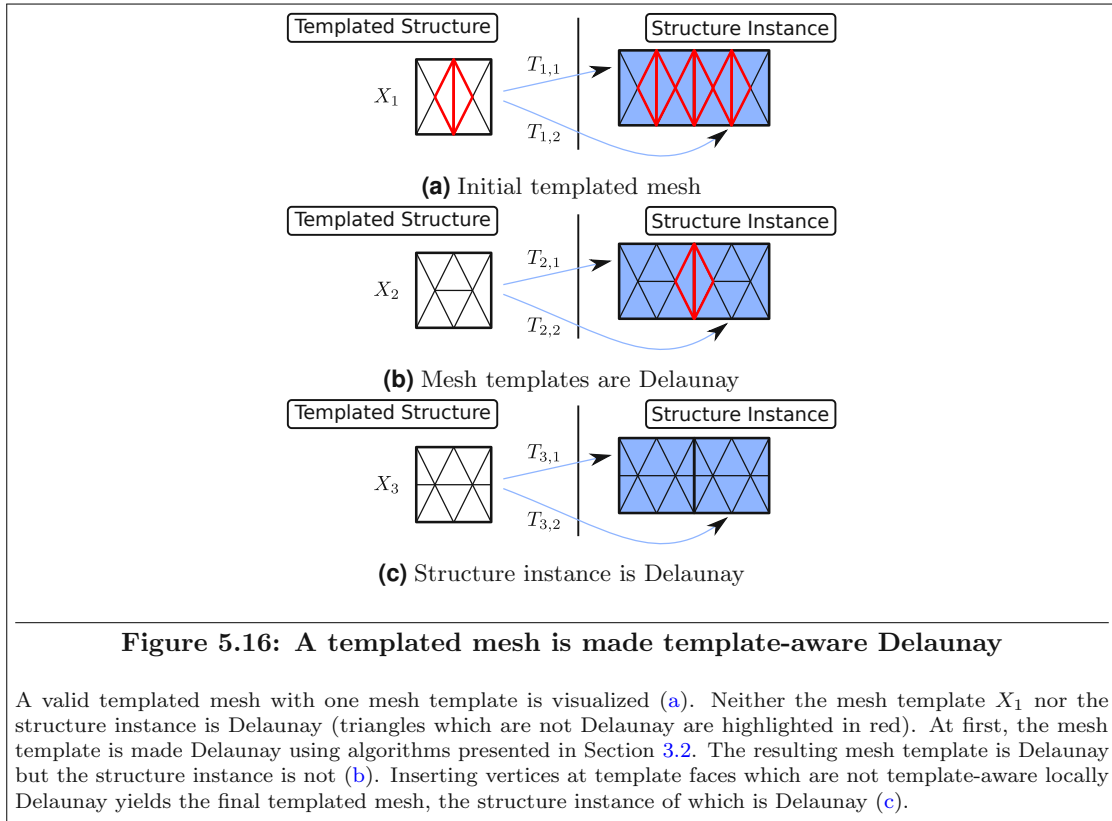 Templated Structure
Structure Instance
X1
T1,1
T1,2
(a) Initial templated mesh
Templated Structure
Structure Instance
X2
T2,1
T2,2
(b) Mesh templates are Delaunay
Templated Structure
Structure Instance
X3
T3,1
T3,2
(c) Structure instance is Delaunay
Figure 5.16: A templated mesh is made template-aware Delaunay
A valid templated mesh with one mesh template is visualized (a). Neither the mesh template X1 nor the
structure instance is Delaunay (triangles which are not Delaunay are highlighted in red). At first, the mesh
template is made Delaunay using algorithms presented in Section 3.2. The resulting mesh template is Delaunay
but the structure instance is not (b). Inserting vertices at template faces which are not template-aware locally
Delaunay yields the final templated mesh, the structure instance of which is Delaunay (c).